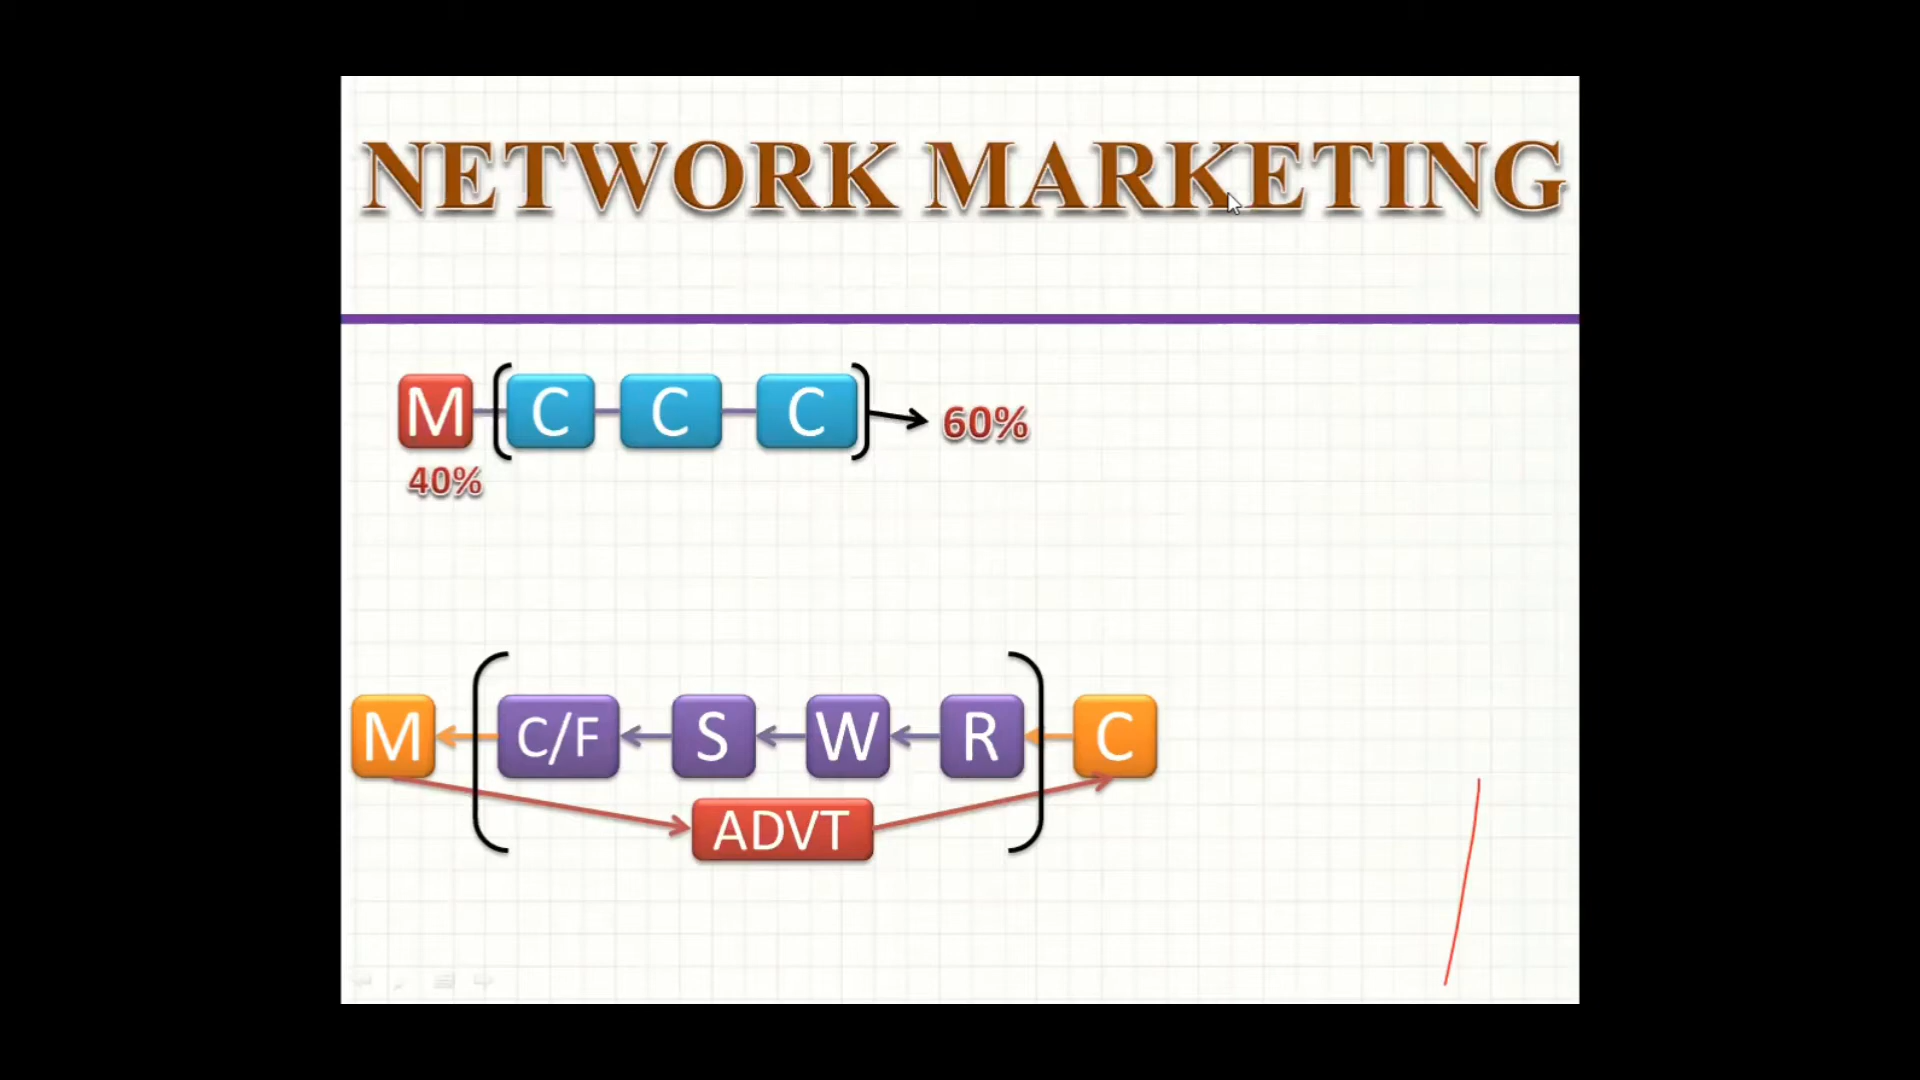 NETWORK MARKETING
M C C C 60%
40%
M C/F S W R C
ADVT